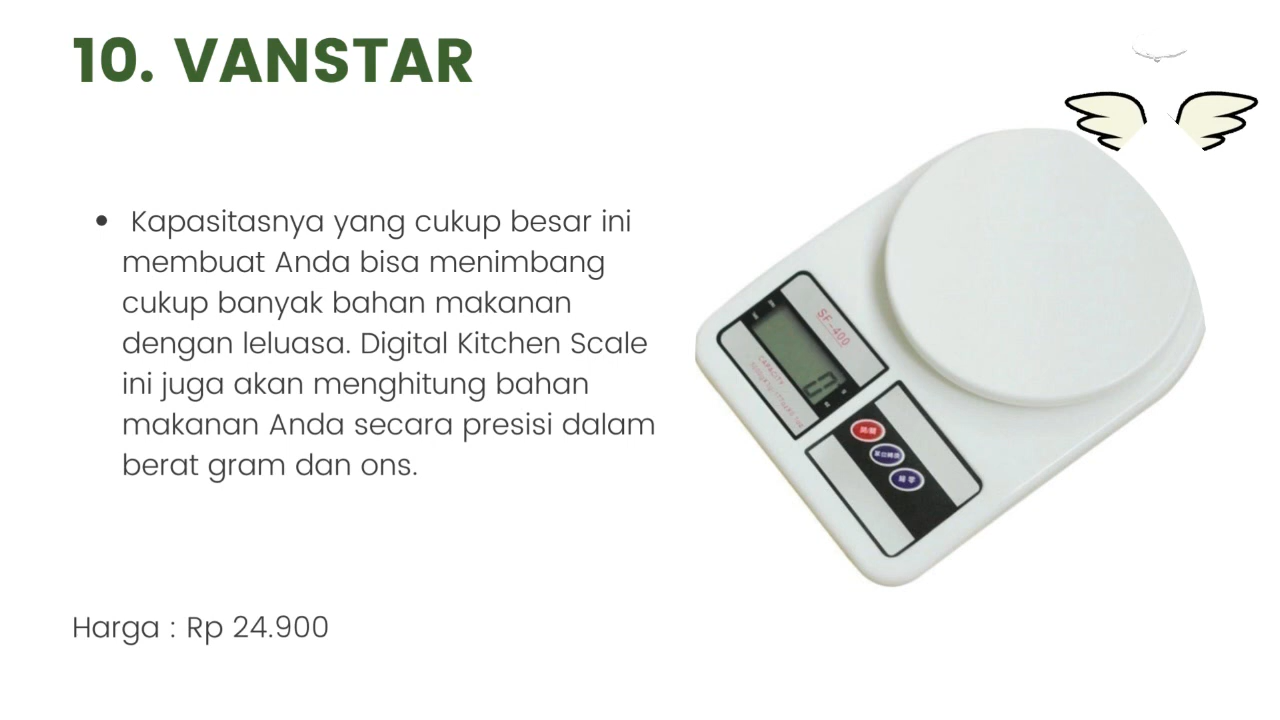 10. VANSTAR
• Kapasitasnya yang cukup besar ini
membuat Anda bisa menimbang
cukup banyak bahan makanan
dengan leluasa. Digital Kitchen Scale
ini juga akan menghitung bahan
makanan Anda secara presisi dalam
berat gram dan ons.
Harga : Rp 24.900
SF-400
CAPACITY